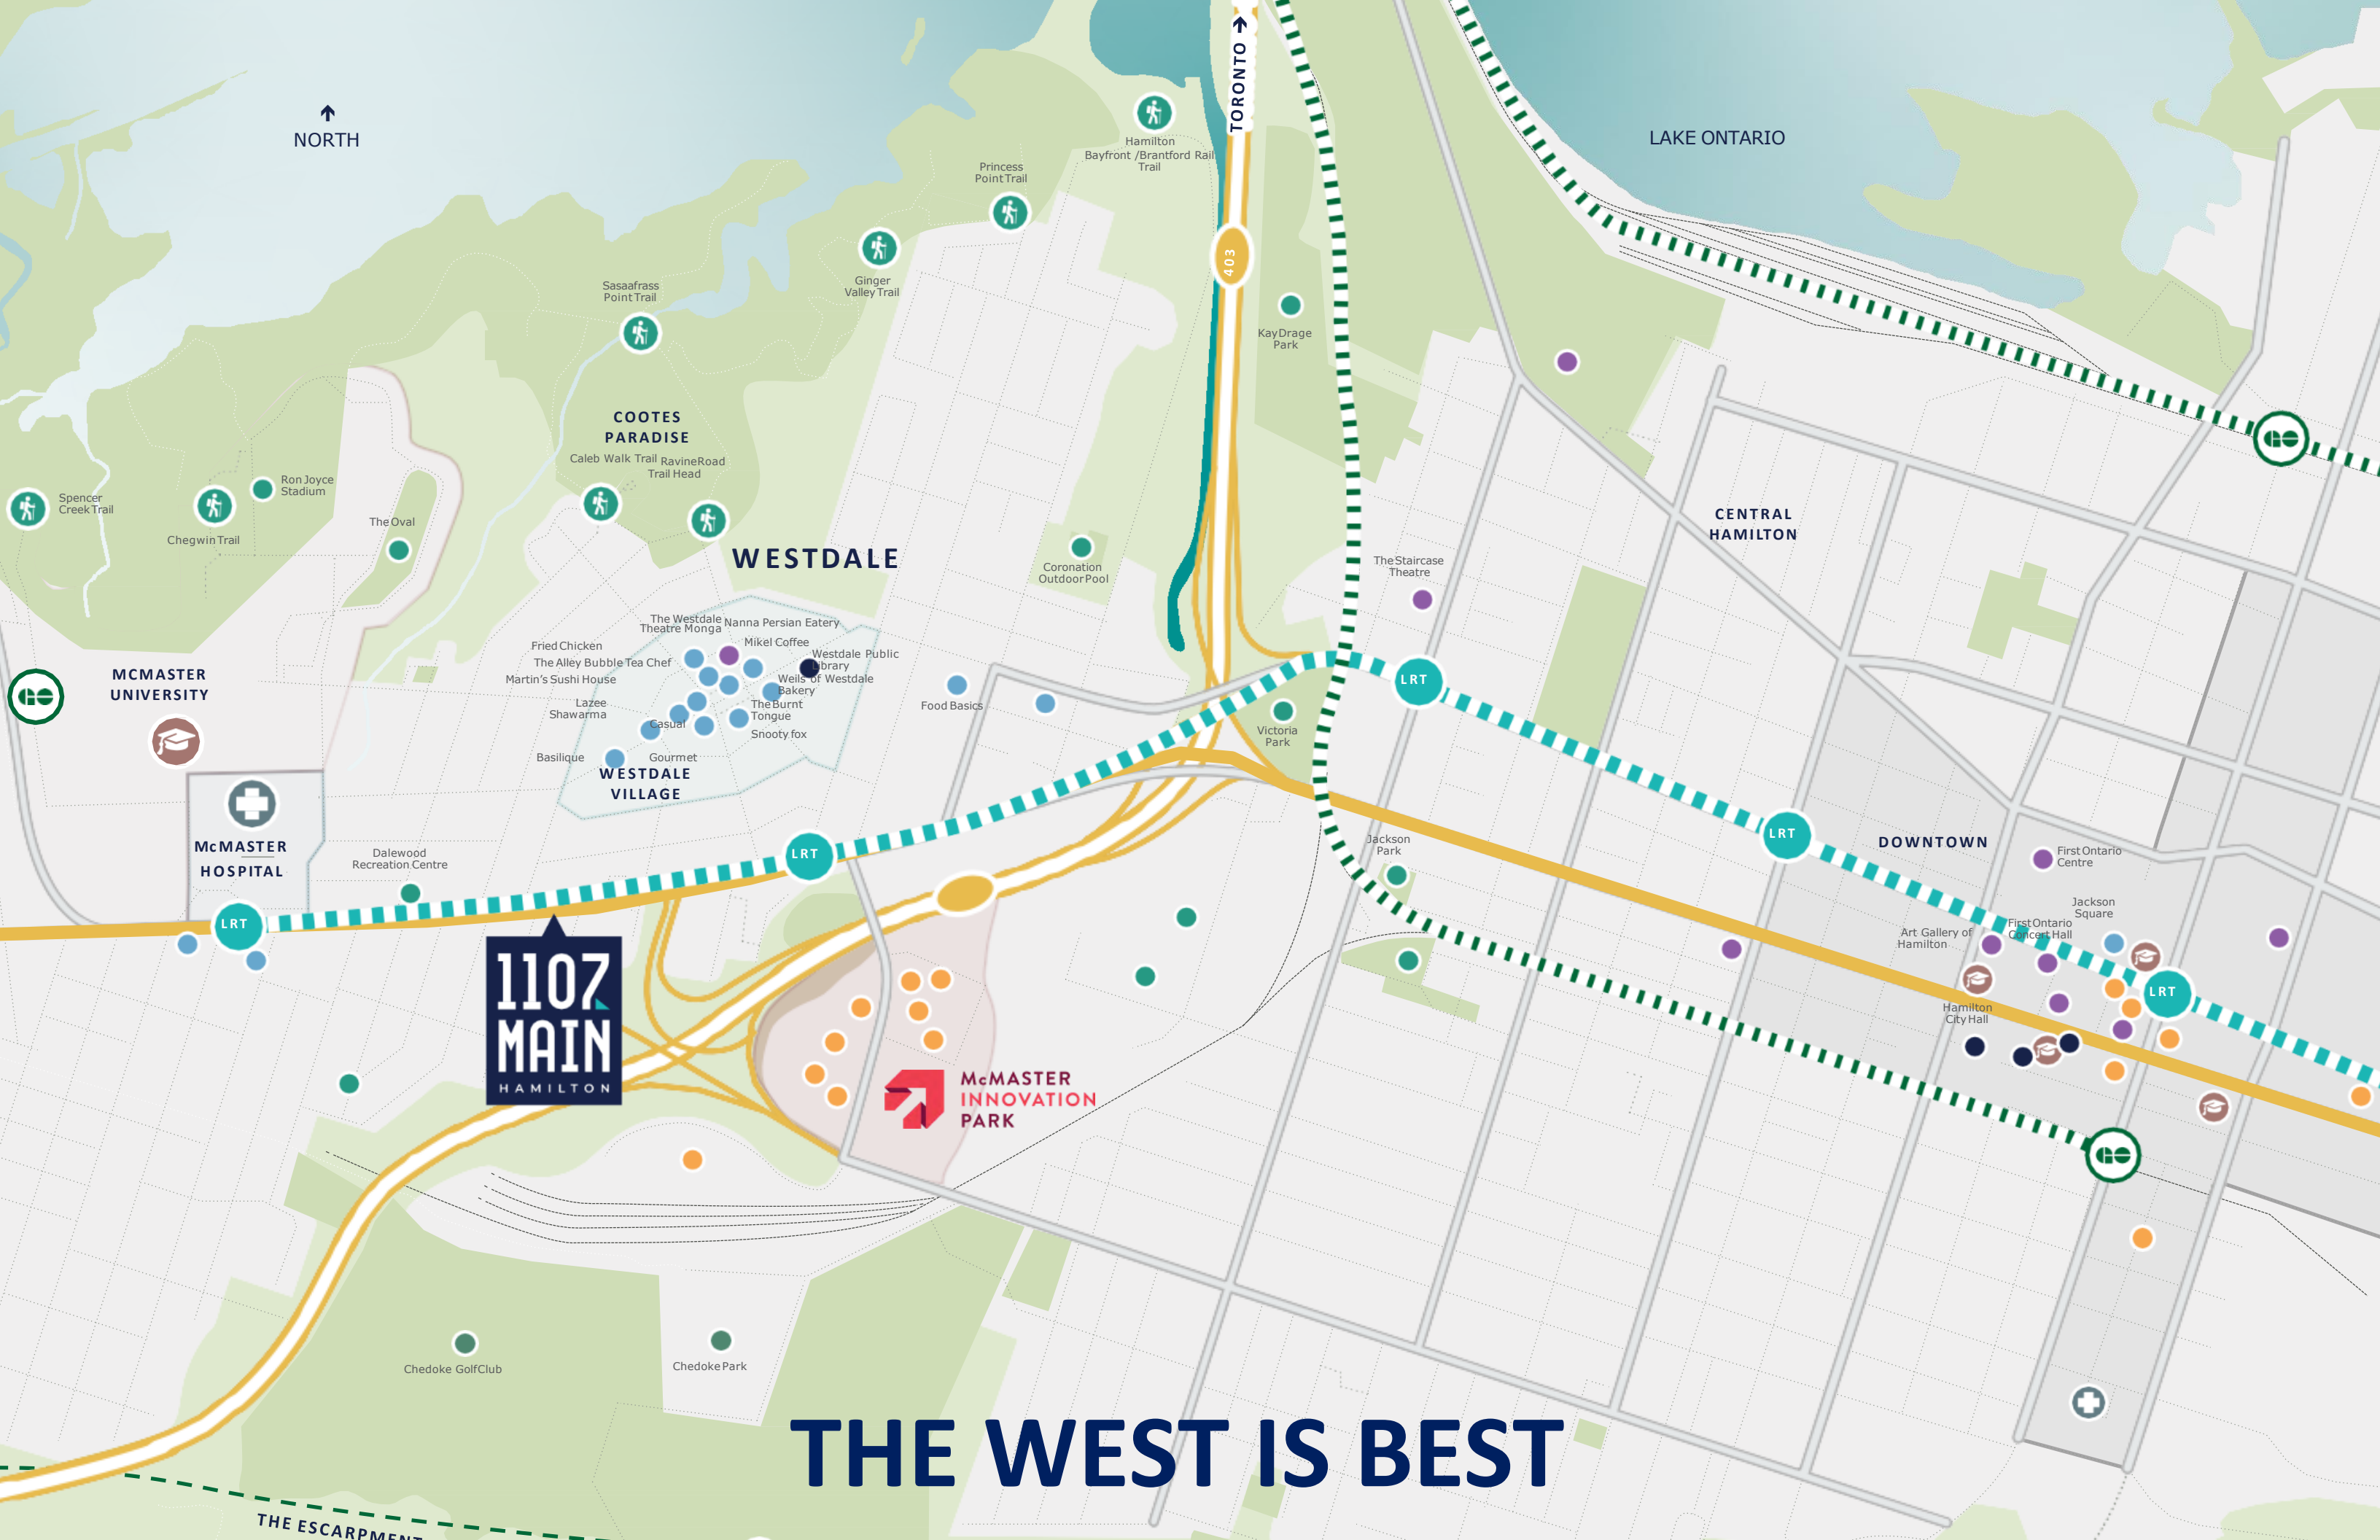 TORONTO
NORTH
LAKE ONTARIO
Hamilton
Bayfront /Brantford Rail
Trail
Princess
Point Trail
403
Ginger
Valley Trail
Sasaafrass
Point Trail
Kay Drage
Park
COOTES
PARADISE
Caleb Walk Trail
Ravine Road
Trail Head
Spencer
Creek Trail
Ron Joyce
Stadium
Chegwin Trail
The Oval
WESTDALE
Coronation
Outdoor Pool
The Staircase
Theatre
CENTRAL
HAMILTON
MCMASTER
UNIVERSITY
The Westdale
Theatre Monga
Nanna Persian Eatery
Fried Chicken
Mikel Coffee
The Alley Bubble Tea Chef
Westdale Public
Library
Martin's Sushi House
Weils of Westdale
Bakery
Lazee
Shawarma
The Burnt
Tongue
Casual
Snooty fox
Basilique
Gourmet
WESTDALE
VILLAGE
Food Basics
LRT
Victoria
Park
McMASTER
HOSPITAL
Dalewood
Recreation Centre
LRT
LRT
LRT
Jackson
Park
DOWNTOWN
First Ontario
Centre
Jackson
Square
First Ontario
Concert Hall
Art Gallery of
Hamilton
LRT
Hamilton
City Hall
1107
MAIN
HAMILTON
McMASTER
INNOVATION
PARK
Chedoke Golf Club
Chedoke Park
THE WEST IS BEST
THE ESCARPMENT